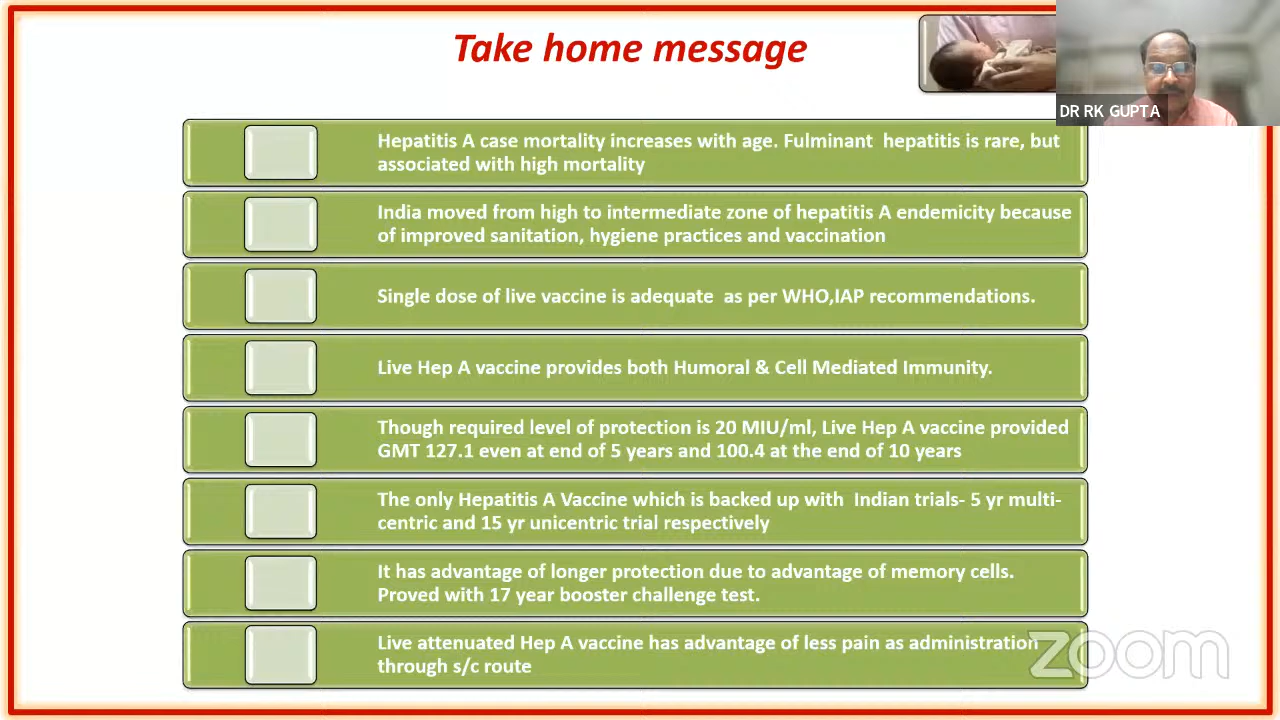 Take home message
DR RK GUPTA
Hepatitis A case mortality increases with age. Fulminant  hepatitis is rare, but
associated with high mortality
India moved from high to intermediate zone of hepatitis A endemicity because
of improved sanitation, hygiene practices and vaccination
Single dose of live vaccine is adequate  as per WHO,IAP recommendations.
Live Hep A vaccine provides both Humoral & Cell Mediated Immunity.
Though required level of protection is 20 MIU/ml, Live Hep A vaccine provided
GMT 127.1 even at end of 5 years and 100.4 at the end of 10 years
The only Hepatitis A Vaccine which is backed up with  Indian trials- 5 yr multi-
centric and 15 yr unicentric trial respectively
It has advantage of longer protection due to advantage of memory cells.
Proved with 17 year booster challenge test.
Live attenuated Hep A vaccine has advantage of less pain as administration
through s/c route
zoom